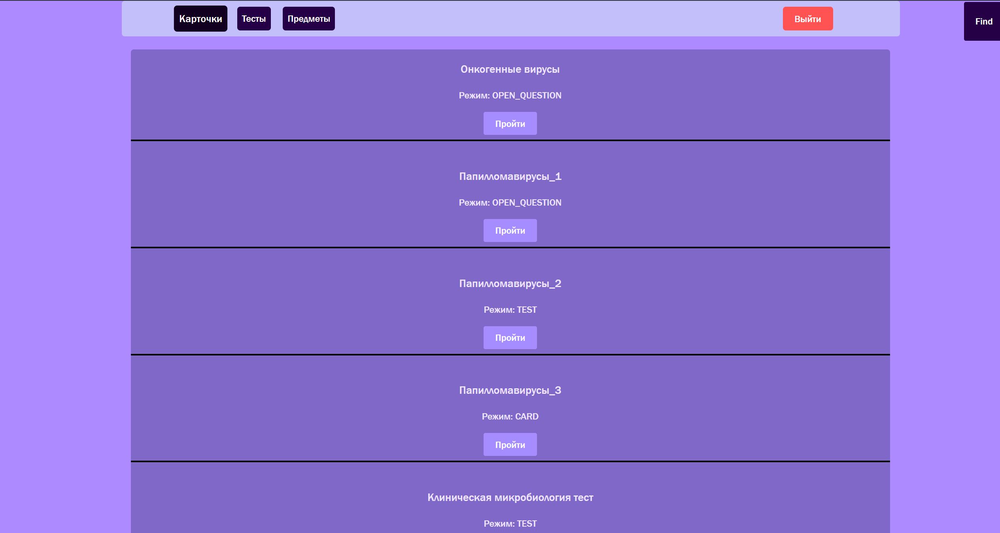 Карточки Тесты Предметы Выйти Find
Онкогенные вирусы
Режим: OPEN_QUESTION
Пройти
Папилломавирусы_1
Режим: OPEN_QUESTION
Пройти
Папилломавирусы_2
Режим: TEST
Пройти
Папилломавирусы_3
Режим: CARD
Пройти
Клиническая микробиология тест
Режим: TEST